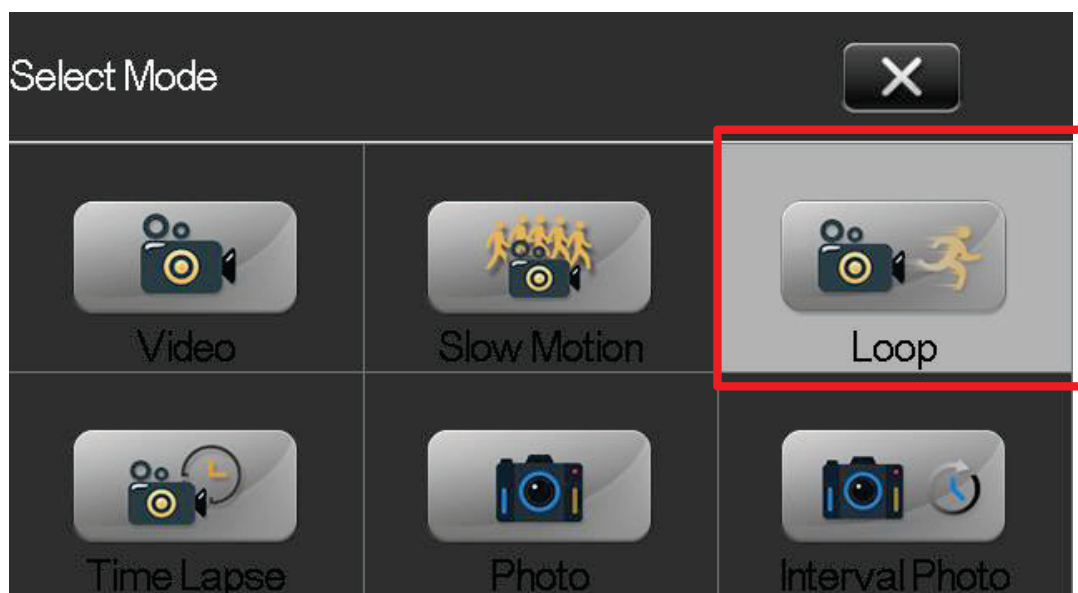 Select Mode
Video
Slow Motion
Loop
Time Lapse
Photo
Interval Photo